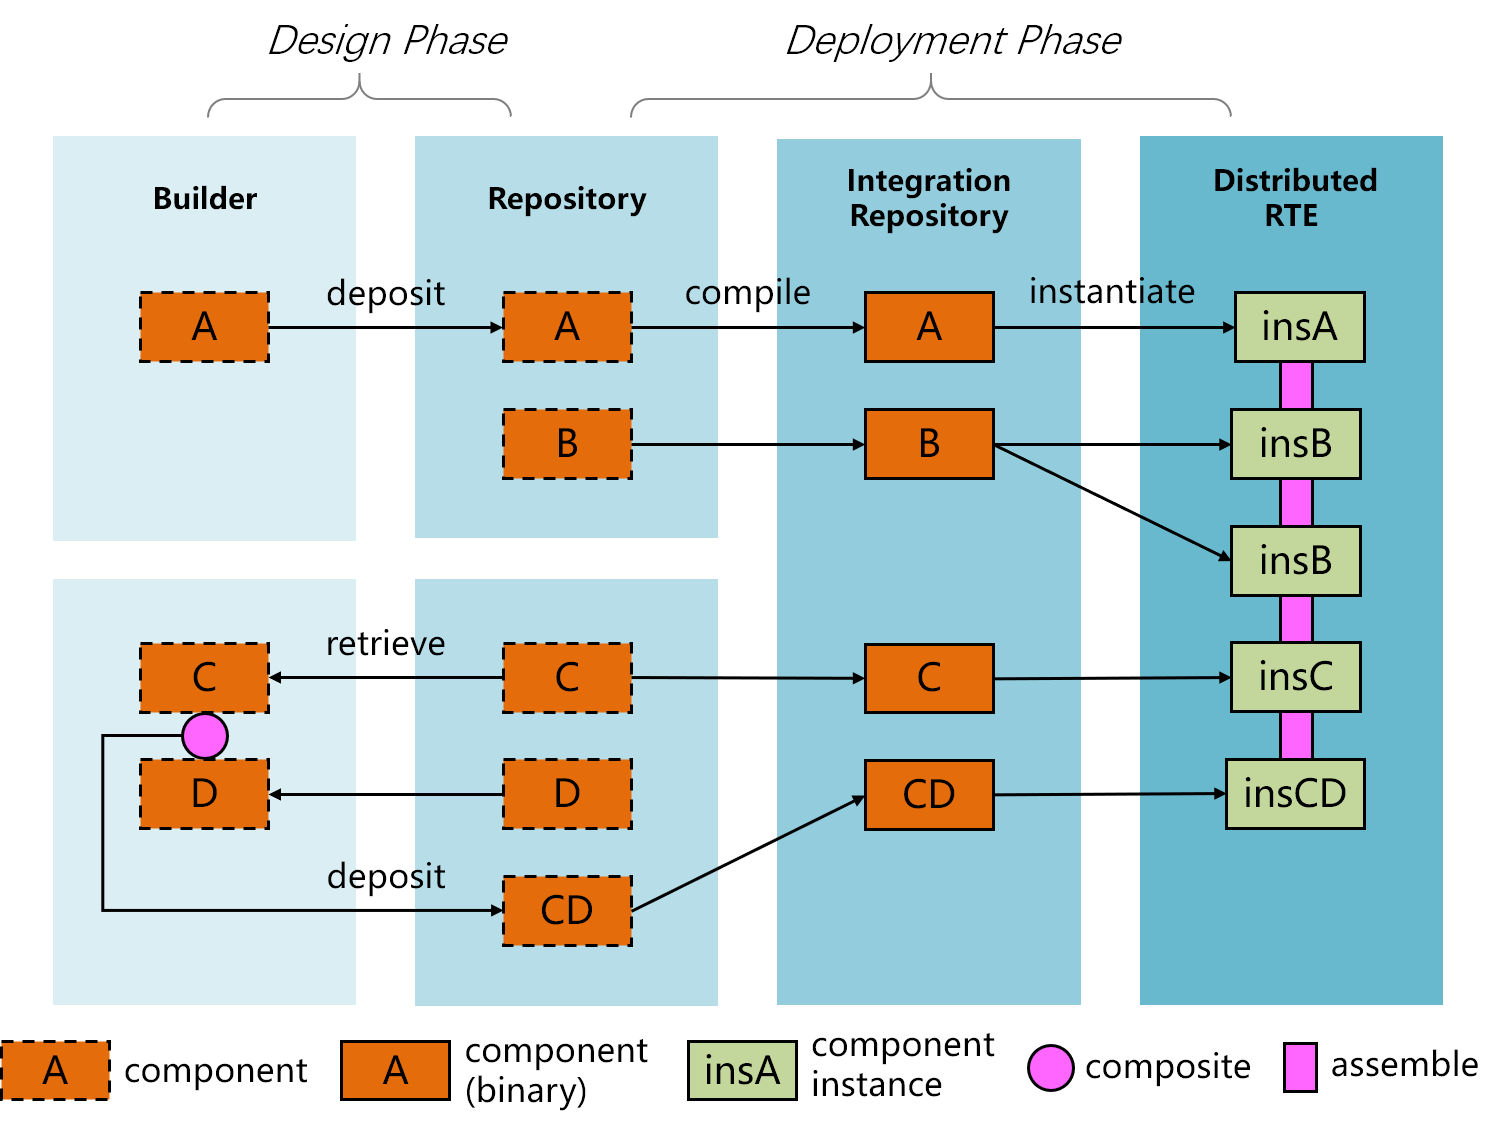 Design Phase
Deployment Phase
Builder
Repository
Integration
Repository
Distributed
RTE
A
deposit
A
compile
A
instantiate
insA
B
B
insB
insB
C
retrieve
C
C
insC
D
D
CD
insCD
deposit
CD
A
component
A
component
(binary)
insA
component
instance
composite
assemble